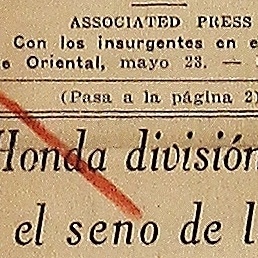 ASSOCIATED PRESS
Con los insurgentes en e
e Oriental, mayo 23. —
(Pasa a la página 2)
Honda división
el seno de l